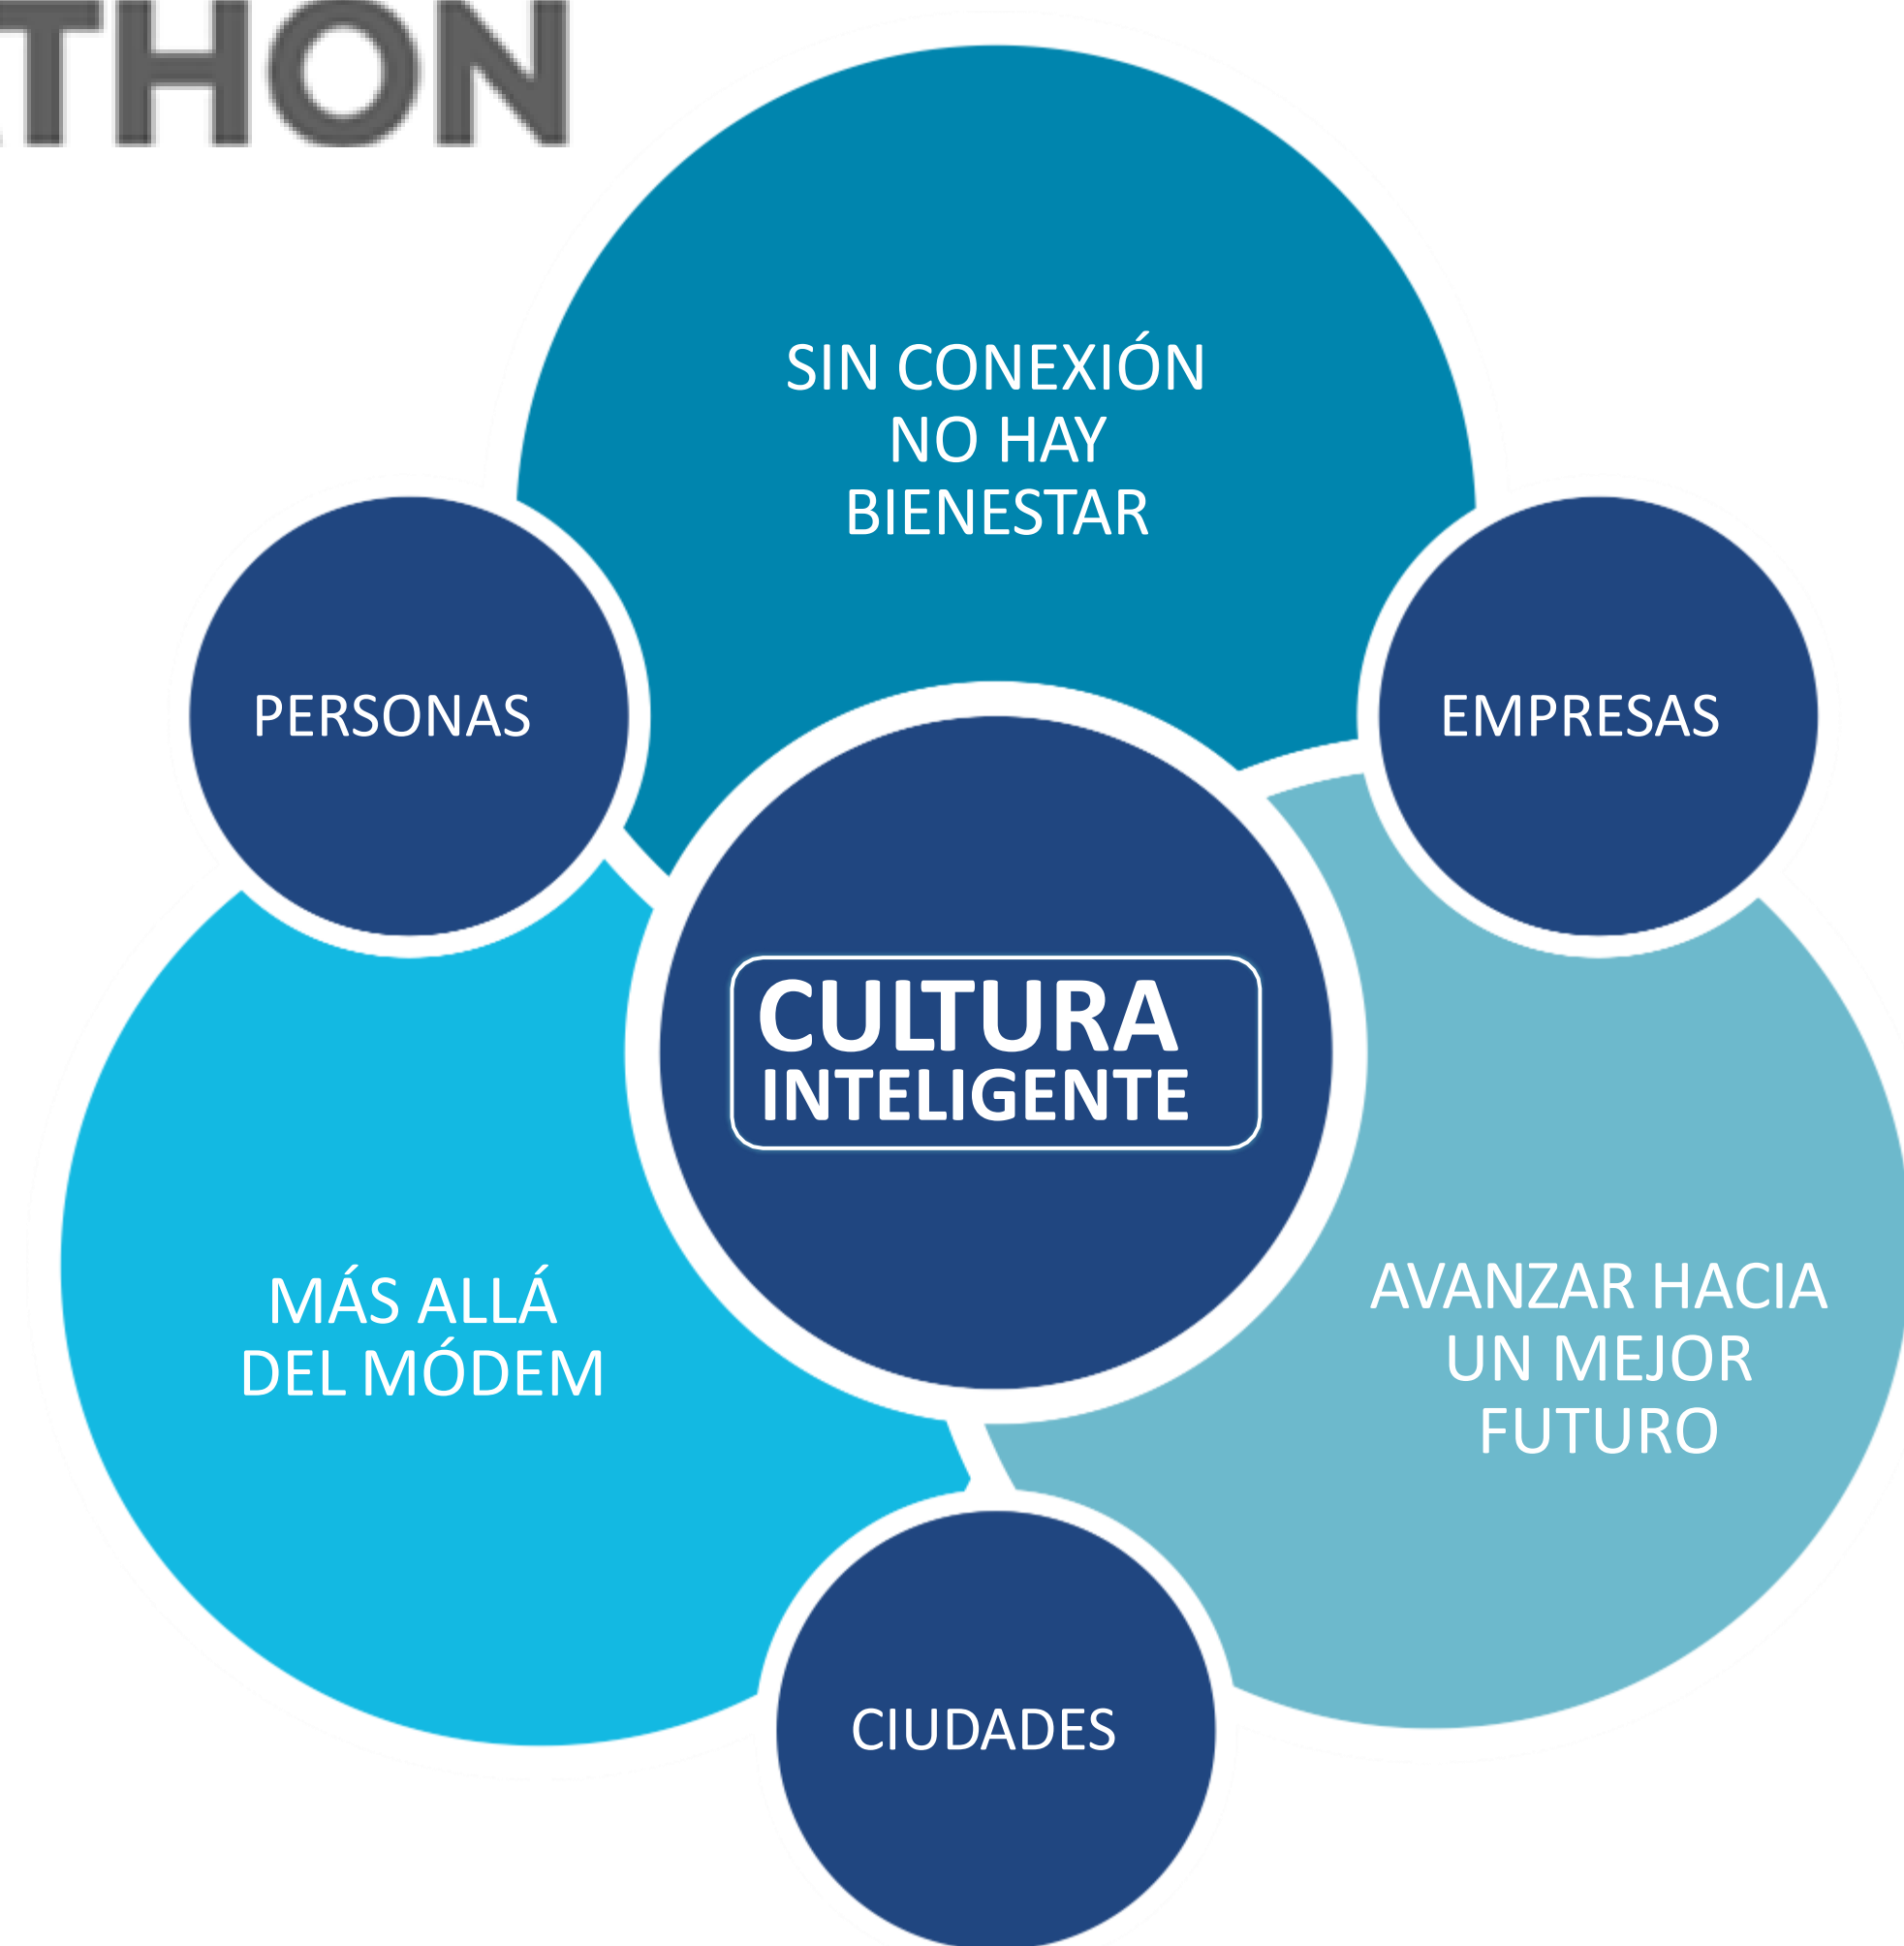 THON
SIN CONEXIÓN
NO HAY
BIENESTAR
PERSONAS
EMPRESAS
CULTURA
INTELIGENTE
MÁS ALLÁ
DEL MÓDEM
AVANZAR HACIA
UN MEJOR
FUTURO
CIUDADES